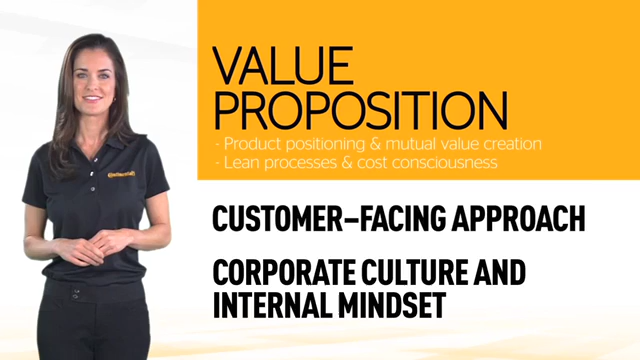 VALUE
PROPOSITION
· Product positioning & mutual value creation
· Lean processes & cost consciousness
Continental
CUSTOMER–FACING APPROACH
CORPORATE CULTURE AND
INTERNAL MINDSET